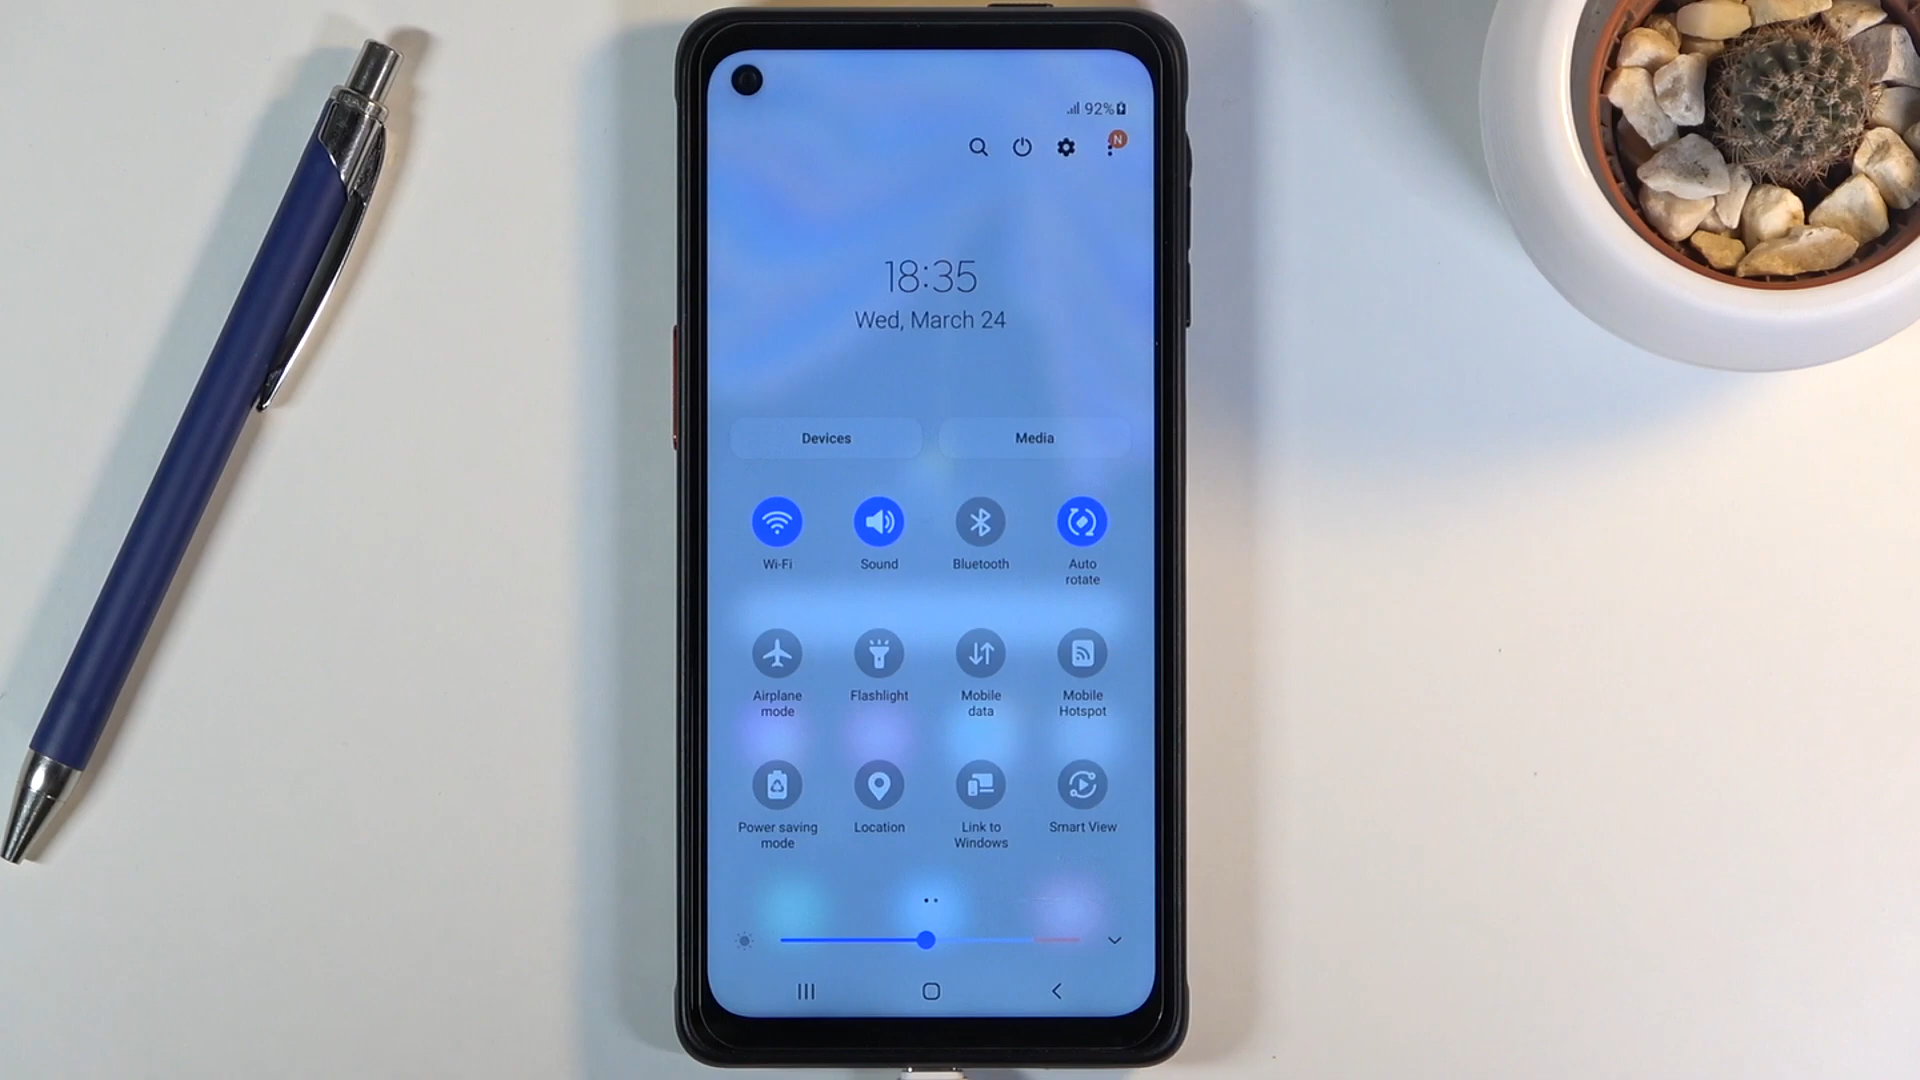 92%
N
18:35
Wed, March 24
Devices Media
Wi-Fi Sound Bluetooth Auto
rotate
Airplane Flashlight Mobile Mobile
mode data Hotspot
Power saving Location Link to Smart View
mode Windows